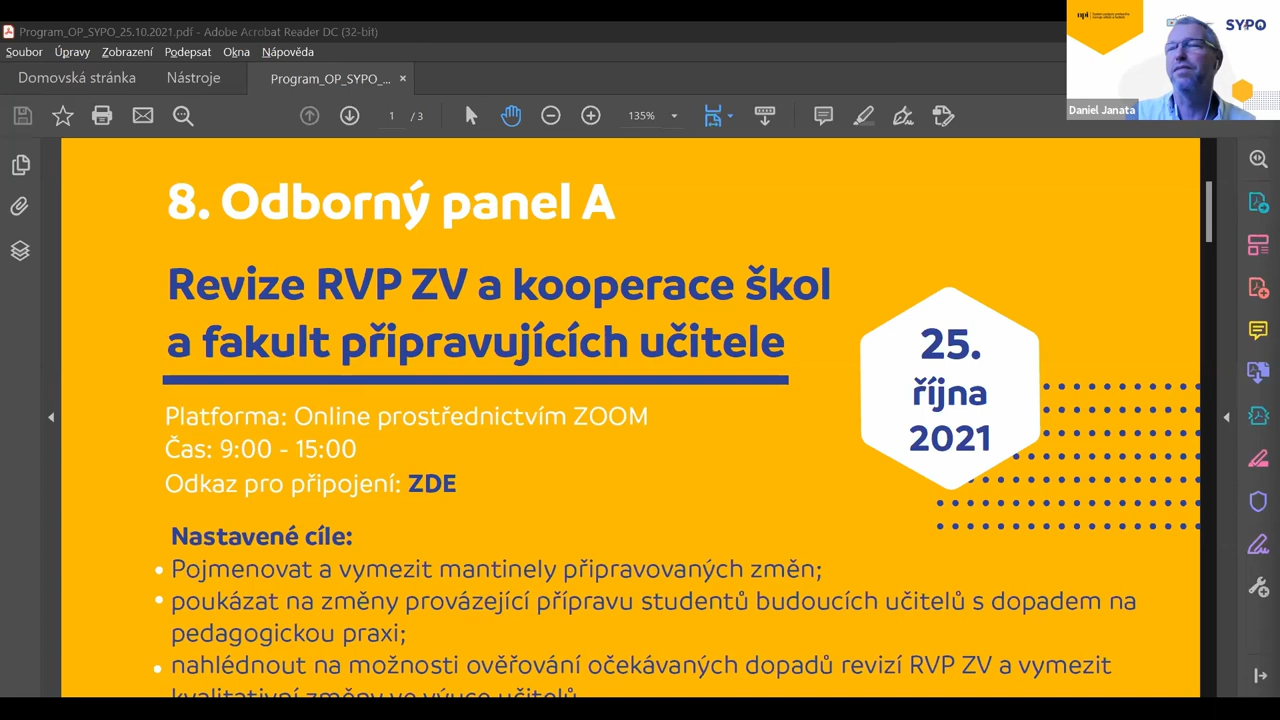 Program_OP_SYPO_25.10.2021.pdf - Adobe Acrobat Reader DC (32-bit)
Soubor Úpravy Zobrazení Podepsat Okna Nápověda
Domovská stránka Nástroje Program_OP_SYPO_... ×
1 / 3 135%
npi
SYPO
Daniel Janata
8. Odborný panel A
Revize RVP ZV a kooperace škol
a fakult připravujících učitele
25.
října
2021
Platforma: Online prostřednictvím ZOOM
Čas: 9:00 - 15:00
Odkaz pro připojení: ZDE
Nastavené cíle:
• Pojmenovat a vymezit mantinely připravovaných změn;
• poukázat na změny provázející přípravu studentů budoucích učitelů s dopadem na
pedagogickou praxi;
• nahlédnout na možnosti ověřování očekávaných dopadů revizí RVP ZV a vymezit
kvalitativní změny ve výuce učitelů